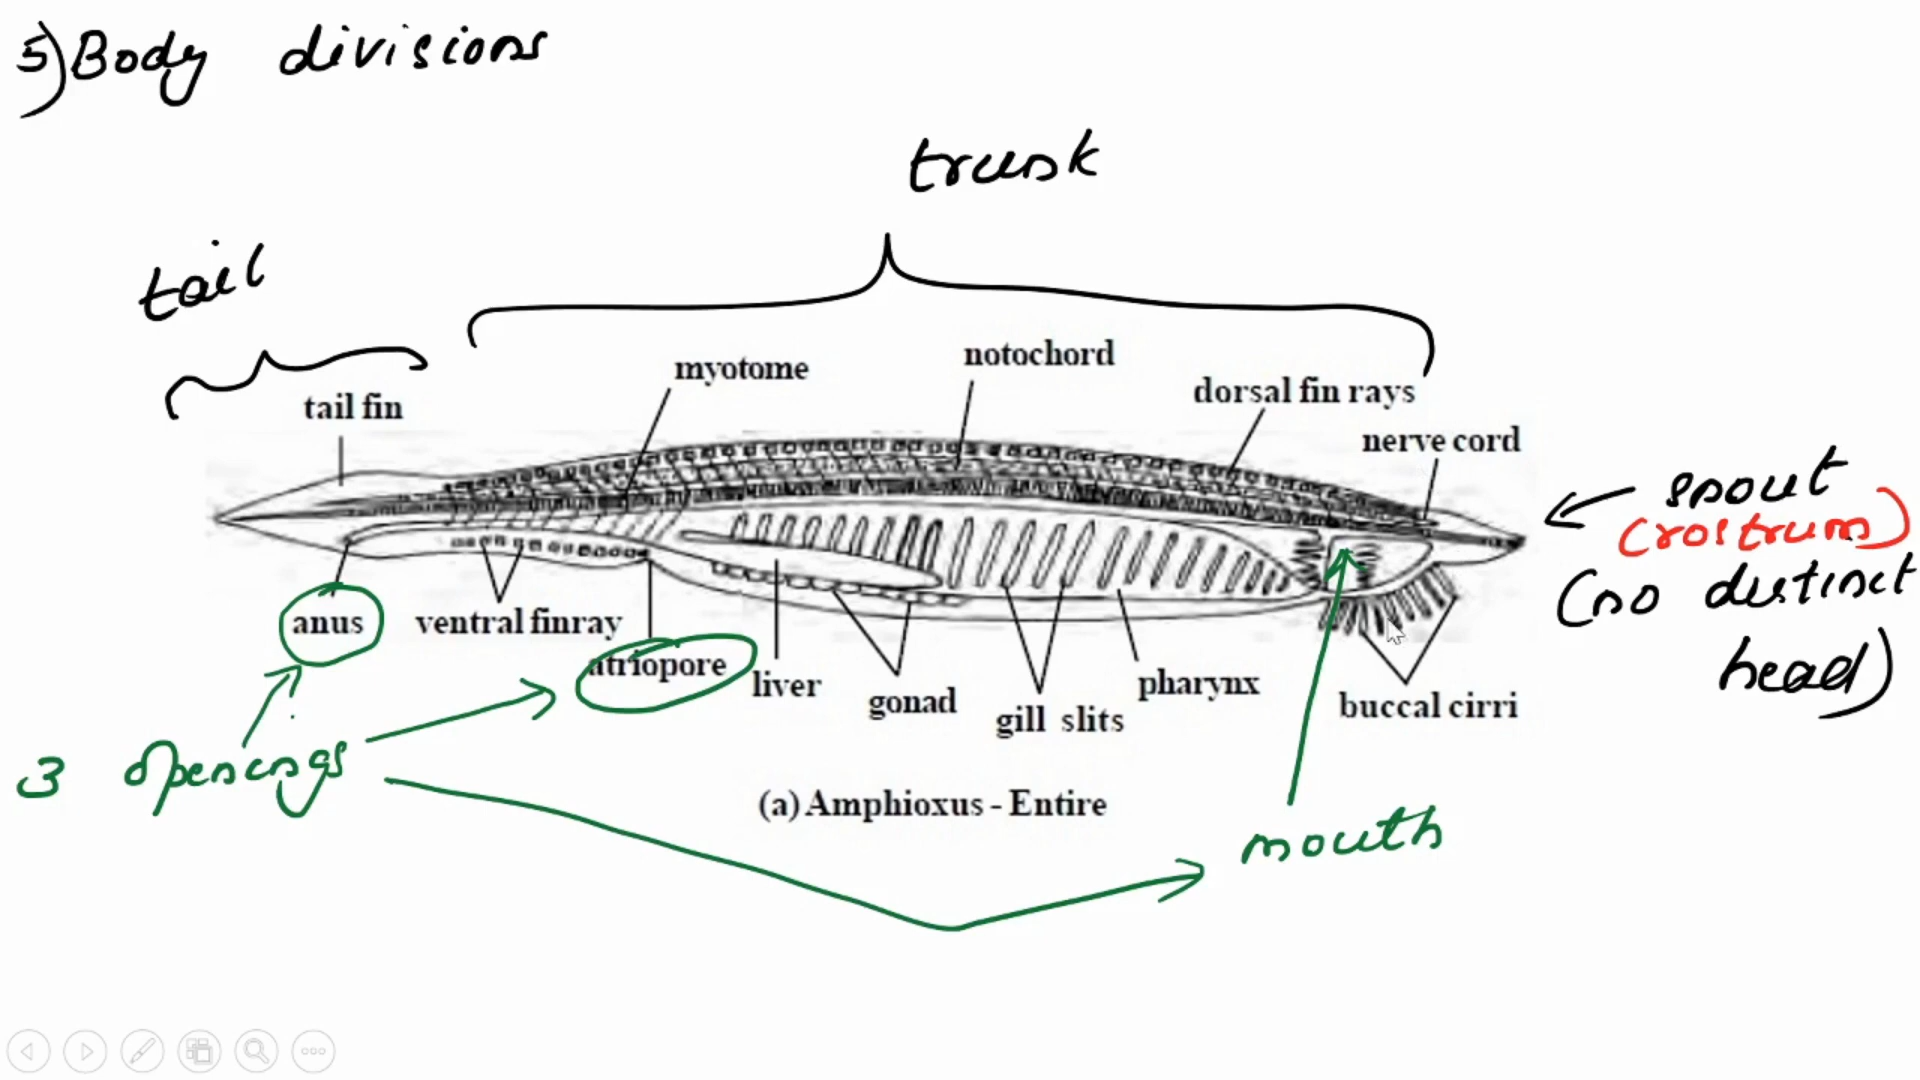 5) Body divisions
trunk
tail
notochord
myotome
dorsal fin rays
tail fin
nerve cord
snout
(rostrum)
(no distinct
head)
anus
ventral finray
atriopore
liver
gonad
gill slits
pharynx
buccal cirri
3 openings
(a) Amphioxus - Entire
mouth